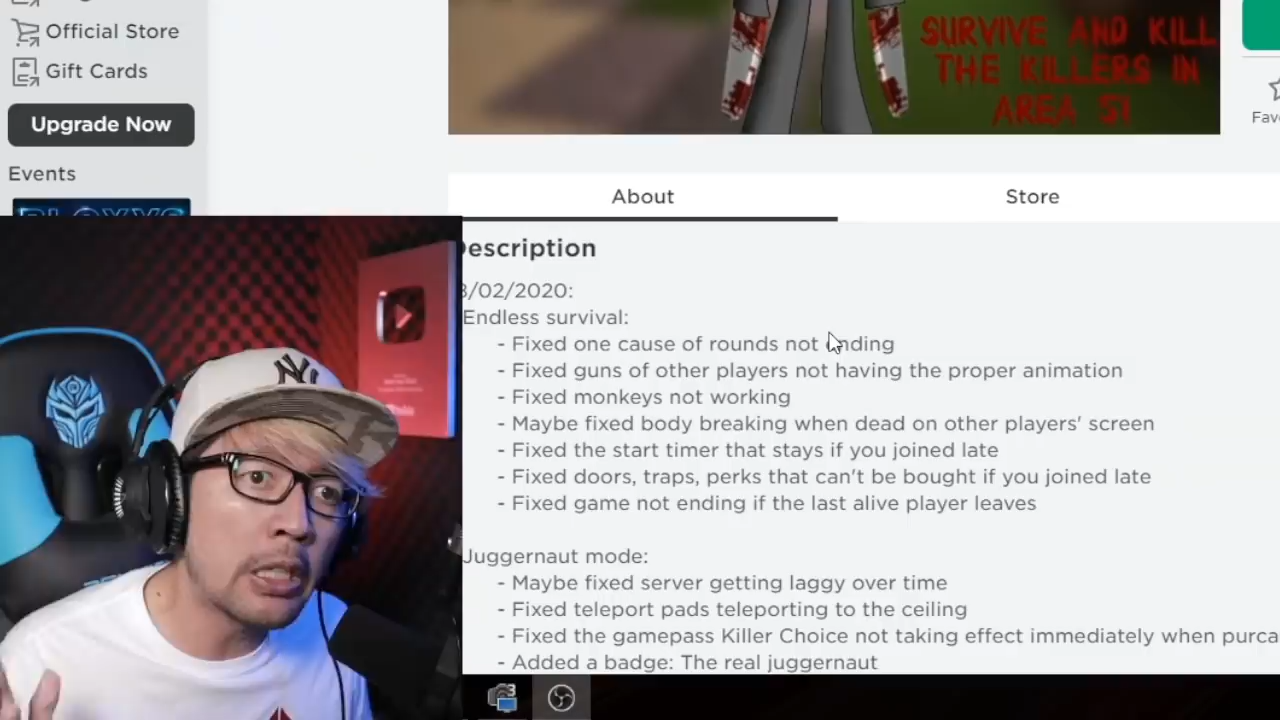 Official Store
Gift Cards
Upgrade Now
Events
SURVIVE AND KILL
THE KILLERS IN
AREA 51
About
Store
escription
/02/2020:
Endless survival:
- Fixed one cause of rounds not ending
- Fixed guns of other players not having the proper animation
- Fixed monkeys not working
- Maybe fixed body breaking when dead on other players' screen
- Fixed the start timer that stays if you joined late
- Fixed doors, traps, perks that can't be bought if you joined late
- Fixed game not ending if the last alive player leaves
Juggernaut mode:
- Maybe fixed server getting laggy over time
- Fixed teleport pads teleporting to the ceiling
- Fixed the gamepass Killer Choice not taking effect immediately when purca
- Added a badge: The real juggernaut
Favo
NY
3